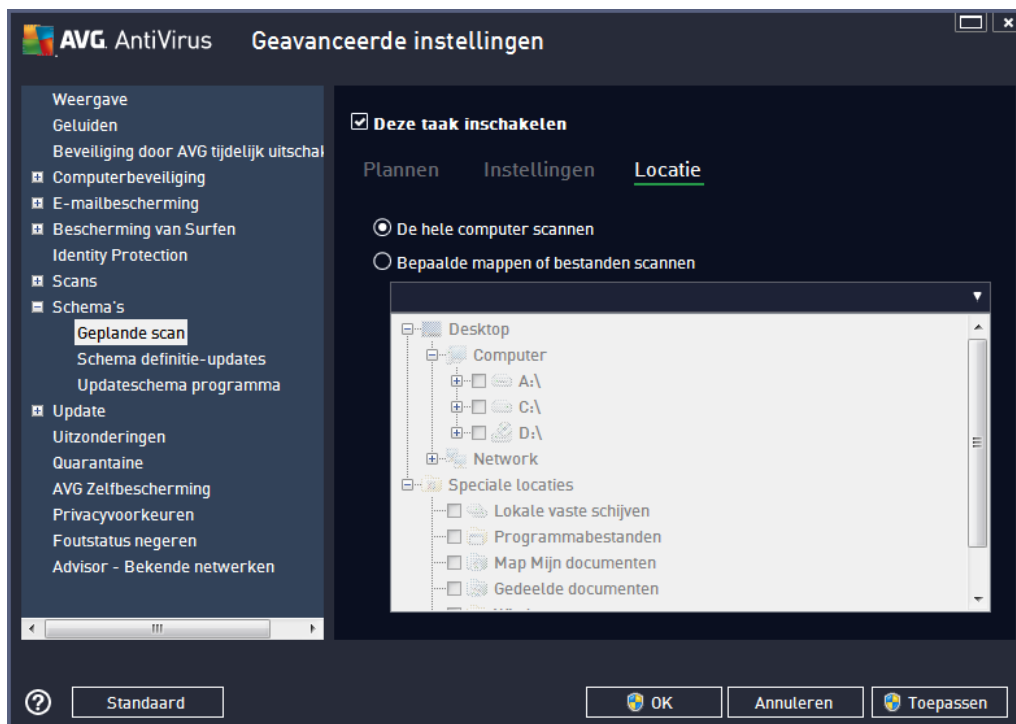 AVG. AntiVirus Geavanceerde instellingen
Weergave
Geluiden
Beveiliging door AVG tijdelijk uitschal
Computerbeveiliging
E-mailbescherming
Bescherming van Surfen
Identity Protection
Scans
Schema's
Geplande scan
Schema definitie-updates
Updateschema programma
Update
Uitzonderingen
Quarantaine
AVG Zelfbescherming
Privacyvoorkeuren
Foutstatus negeren
Advisor - Bekende netwerken
Deze taak inschakelen
Plannen Instellingen Locatie
De hele computer scannen
Bepaalde mappen of bestanden scannen
Desktop
Computer
A:\
C:\
D:\
Network
Speciale locaties
Lokale vaste schijven
Programmabestanden
Map Mijn documenten
Gedeelde documenten
? Standaard OK Annuleren Toepassen